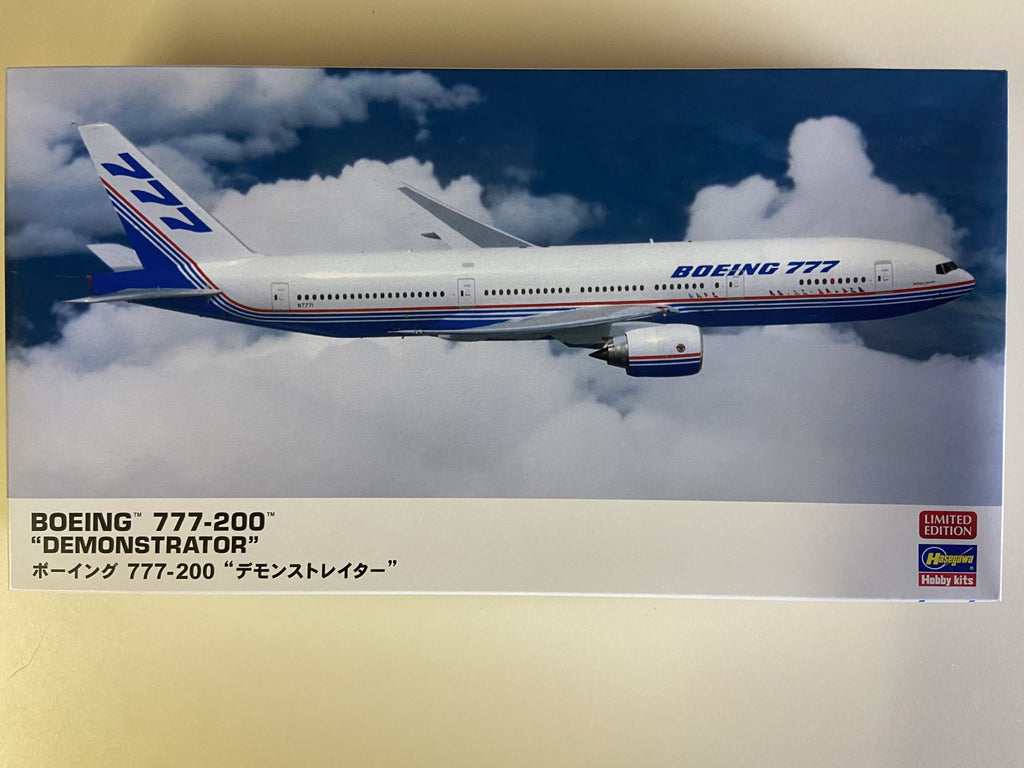 777
BOEING 777
N7771
BOEING™ 777-200™
“DEMONSTRATOR”
ボーイング 777-200 “デモンストレイター”
LIMITED
EDITION
Hasegawa®
Hobby kits